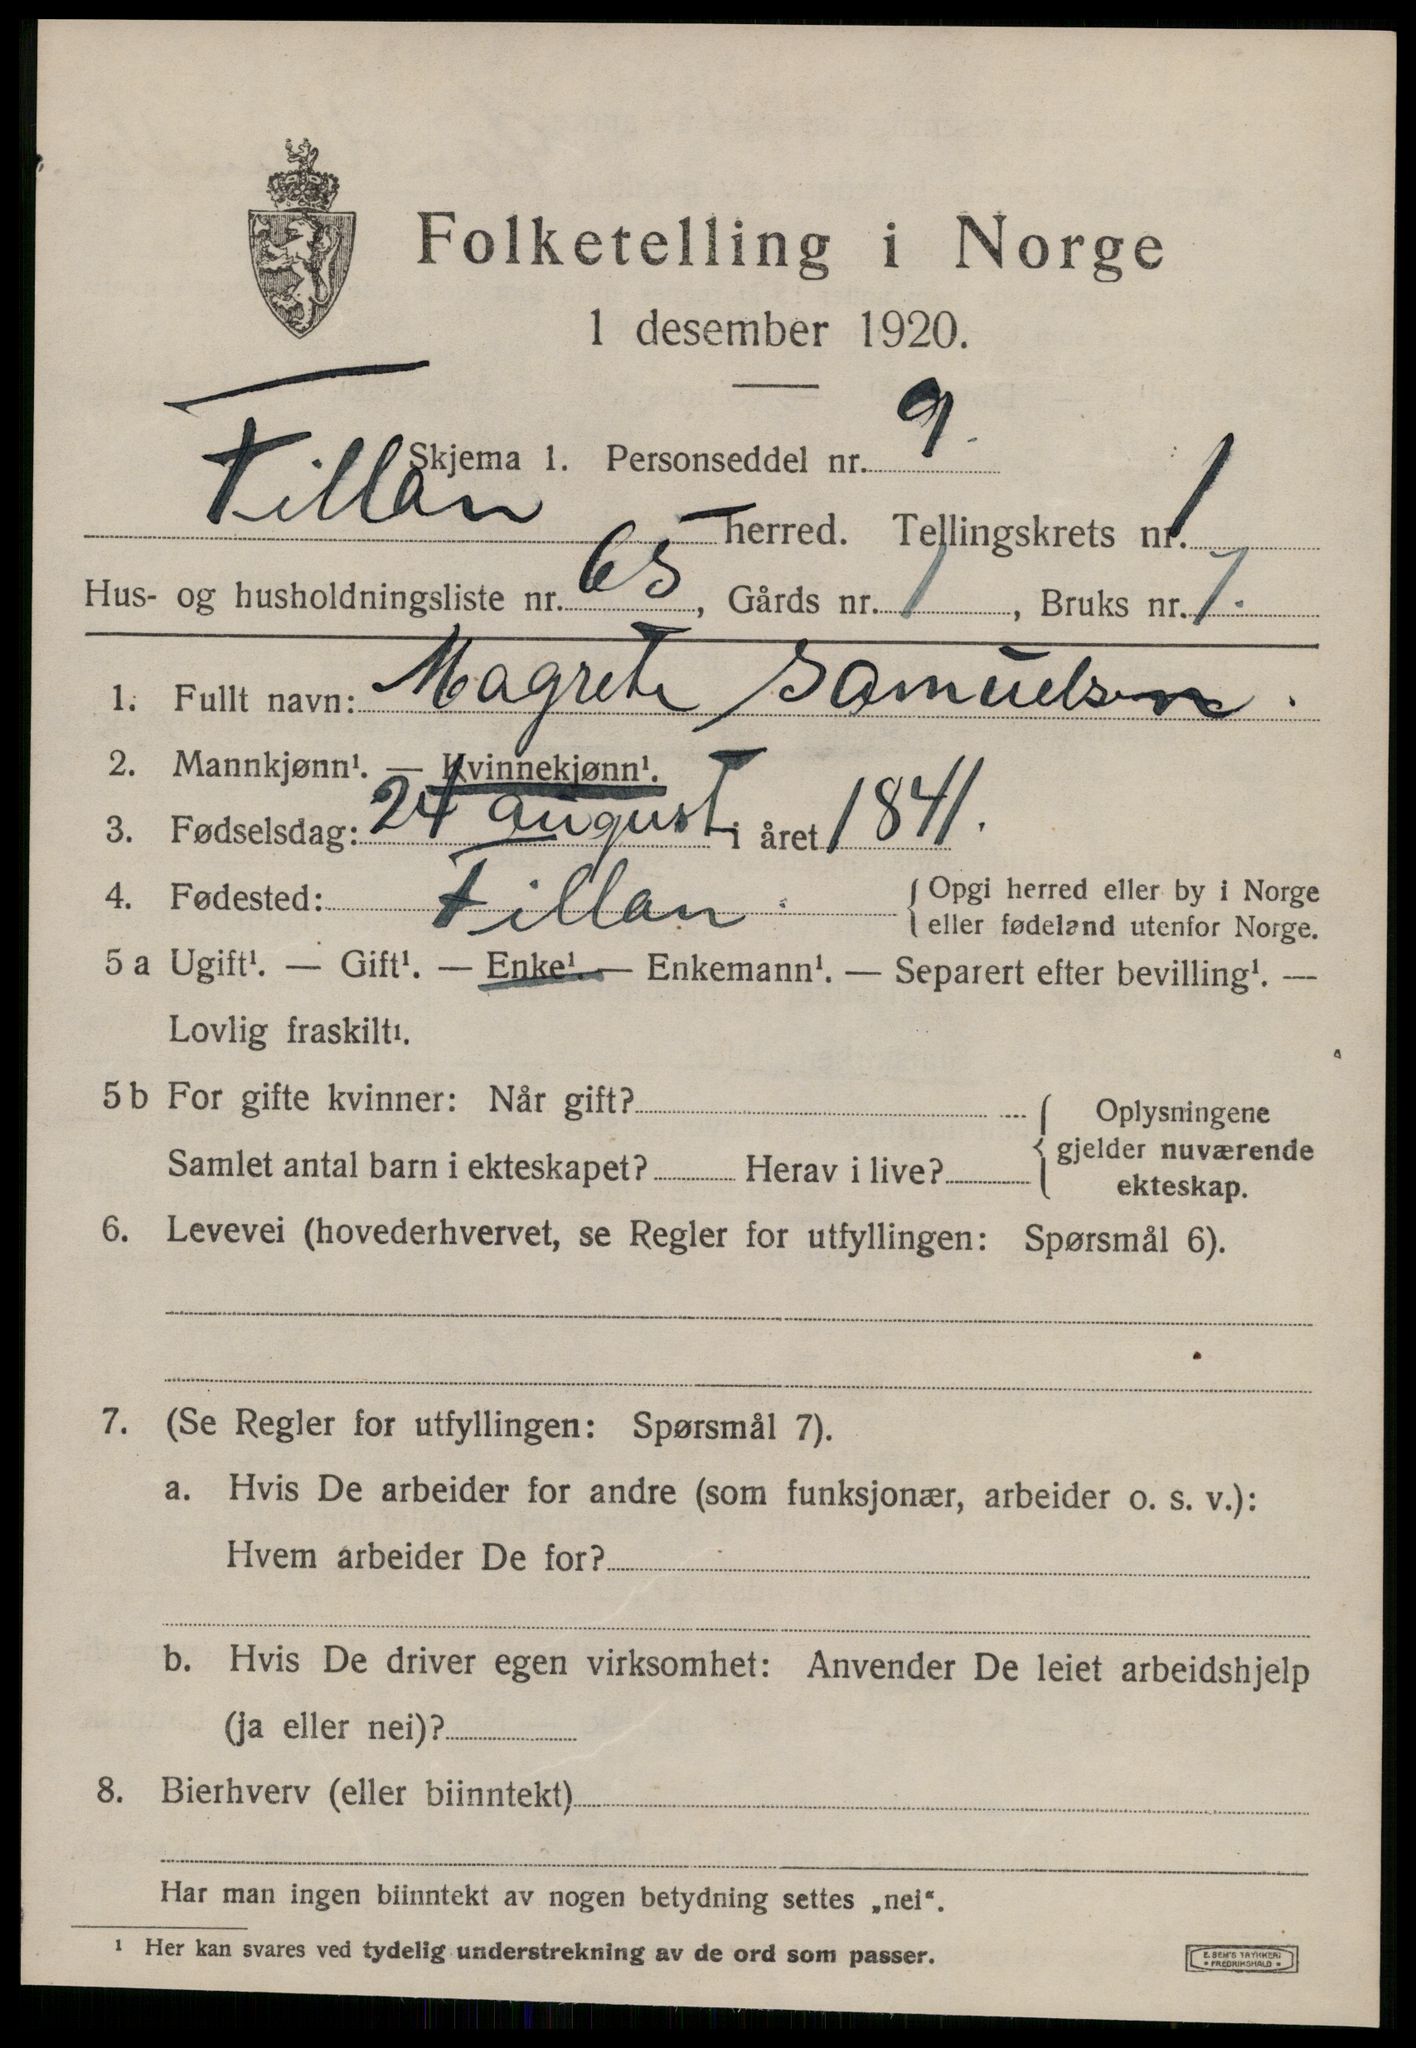 Folketelling i Norge
1 desember 1920.
Skjema 1. Personseddel nr. 9.
Fillan herred. Tellingskrets nr. 1
Hus- og husholdningsliste nr. 65, Gårds nr. 1, Bruks nr. 7.
1. Fullt navn: Magrete Samuelsen.
2. Mannkjønn¹. — Kvinnekjønn¹.
3. Fødselsdag: 24 august i året 1841.
4. Fødested: Fillan. { Opgi herred eller by i Norge
eller fødeland utenfor Norge.
5 a Ugift¹. — Gift¹. — Enke¹. — Enkemann¹. — Separert efter bevilling¹. —
Lovlig fraskilt¹.
5 b For gifte kvinner: Når gift? { Oplysningene
Samlet antal barn i ekteskapet? Herav i live? gjelder nuværende
ekteskap.
6. Levevei (hovederhvervet, se Regler for utfyllingen: Spørsmål 6).
7. (Se Regler for utfyllingen: Spørsmål 7).
a. Hvis De arbeider for andre (som funksjonær, arbeider o. s. v.):
Hvem arbeider De for?
b. Hvis De driver egen virksomhet: Anvender De leiet arbeidshjelp
(ja eller nei)?
8. Bierhverv (eller biinntekt)
Har man ingen biinntekt av nogen betydning settes „nei“.
¹ Her kan svares ved tydelig understrekning av de ord som passer.
E. SEM'S TRYKKERI
• FREDRIKSHALD •